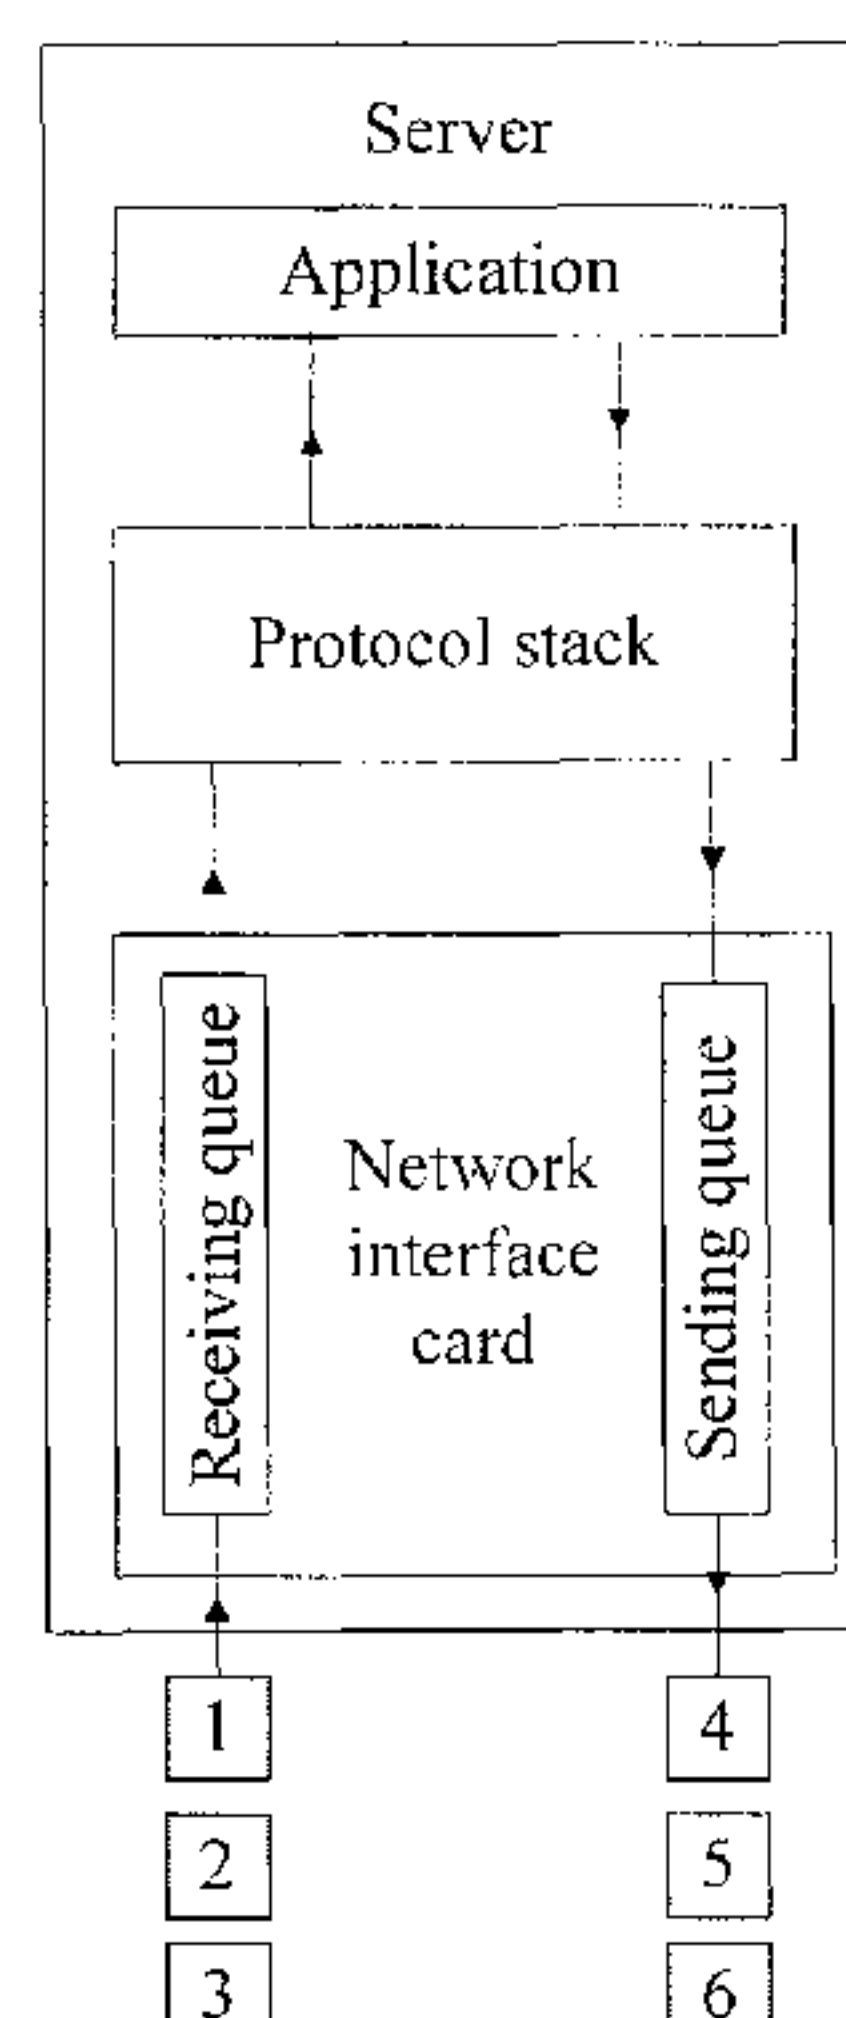 Server
Application
Protocol stack
Receiving queue
Network
interface
card
Sending queue
1
4
2
5
3
6